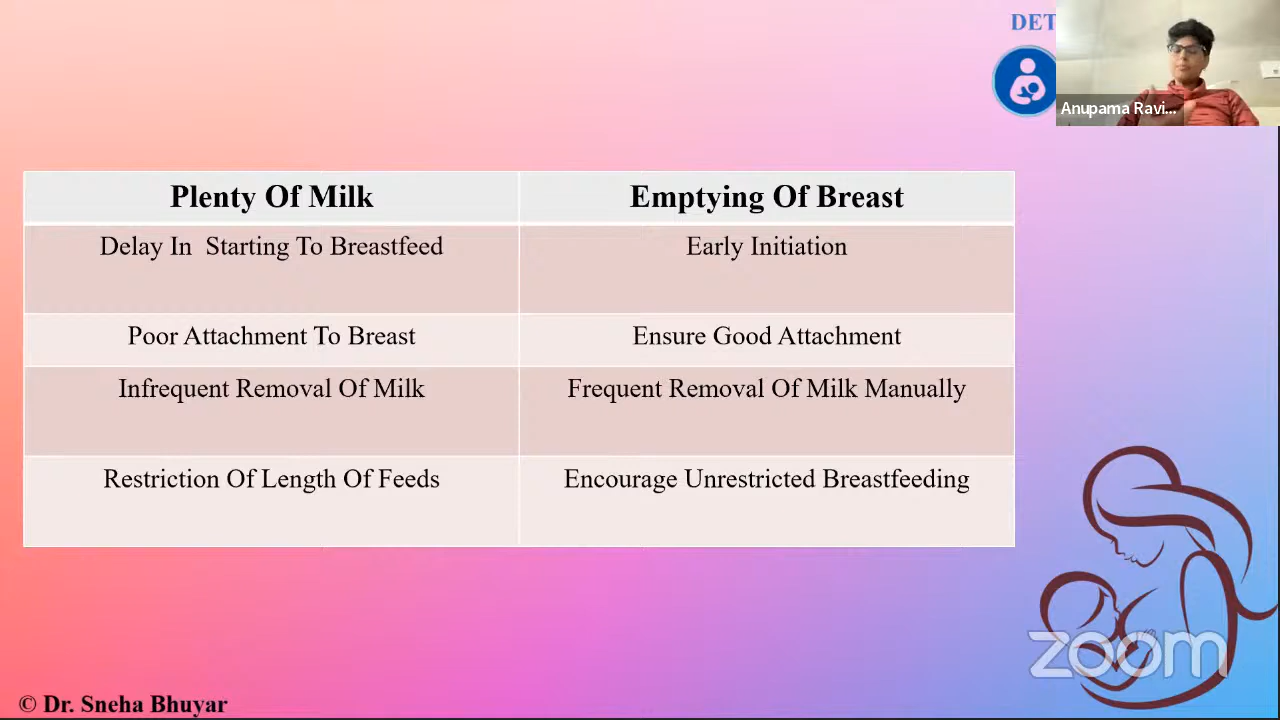 DET
Anupama Ravi...
Plenty Of Milk
Emptying Of Breast
Delay In Starting To Breastfeed
Early Initiation
Poor Attachment To Breast
Ensure Good Attachment
Infrequent Removal Of Milk
Frequent Removal Of Milk Manually
Restriction Of Length Of Feeds
Encourage Unrestricted Breastfeeding
zoom
© Dr. Sneha Bhuyar